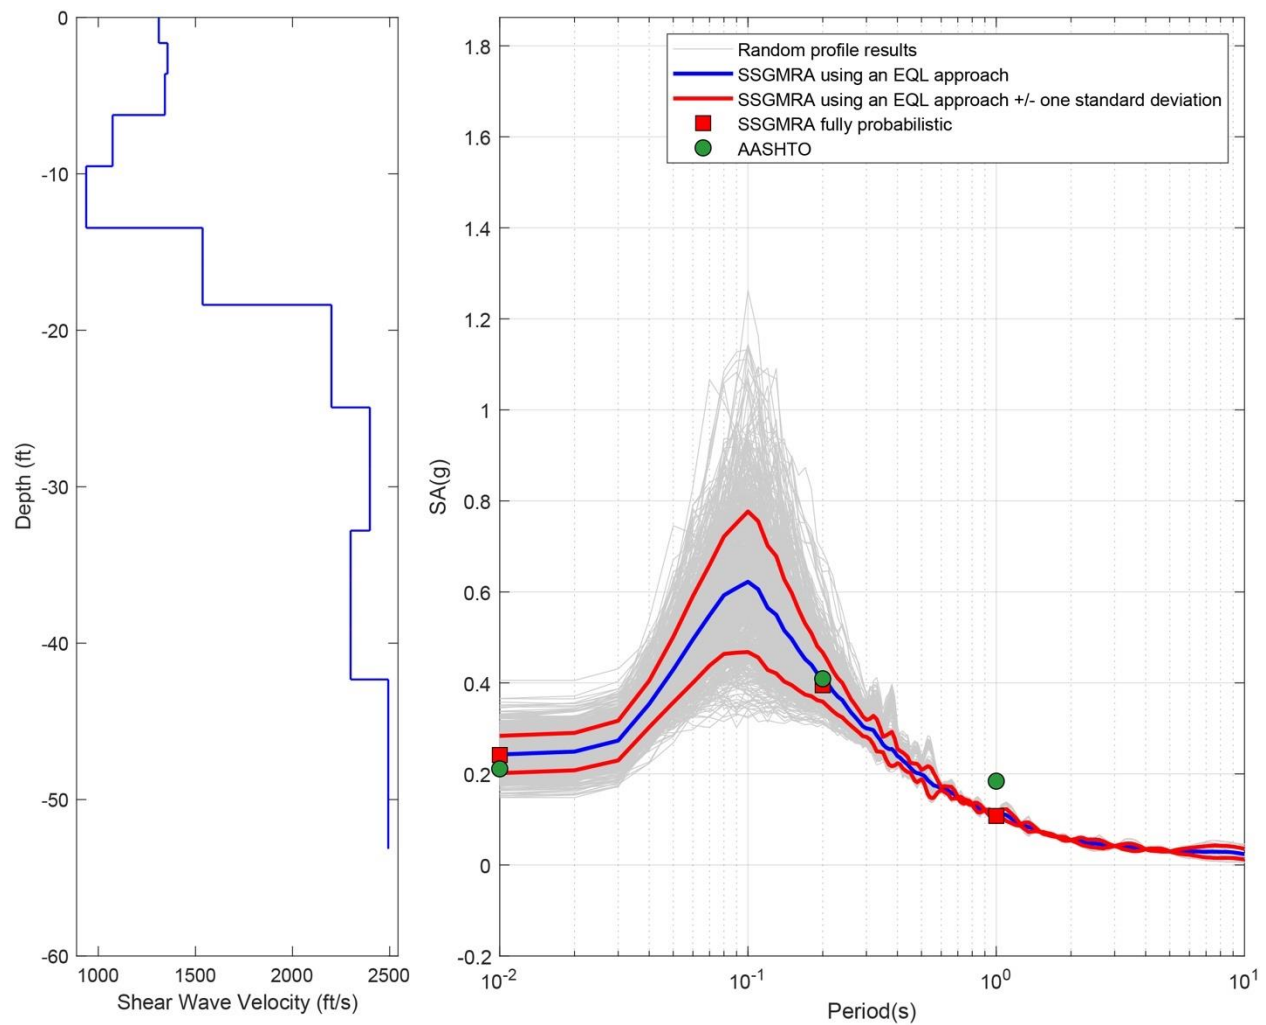 0
-10
-20
-30
-40
-50
-60
Depth (ft)
1000 1500 2000 2500
Shear Wave Velocity (ft/s)
1.8
1.6
1.4
1.2
1
0.8
0.6
0.4
0.2
0
-0.2
SA(g)
Random profile results
SSGMRA using an EQL approach
SSGMRA using an EQL approach +/- one standard deviation
SSGMRA fully probabilistic
AASHTO
10⁻² 10⁻¹ 10⁰ 10¹
Period(s)